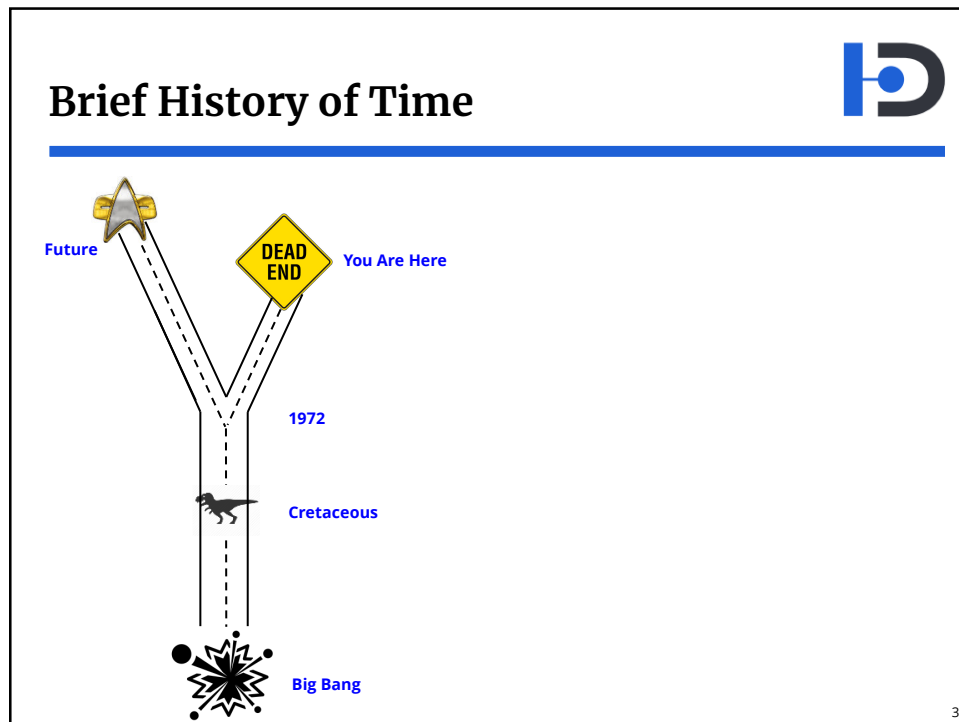 Brief History of Time
Future
DEAD
END
You Are Here
1972
Cretaceous
Big Bang
3